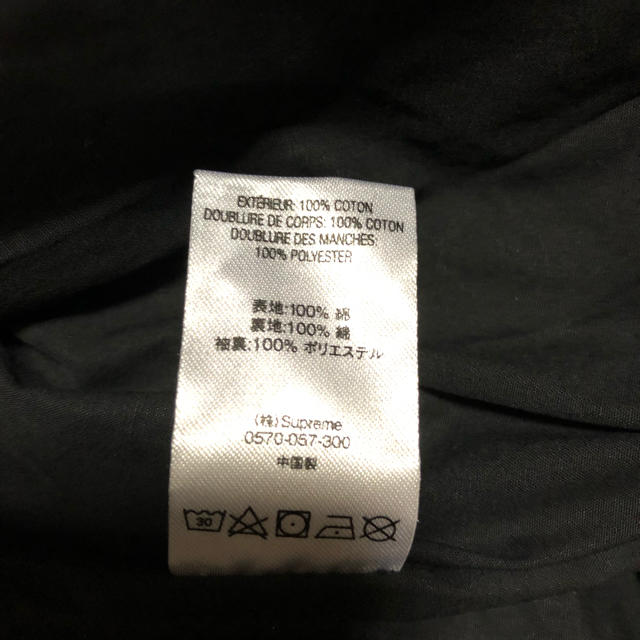 EXTÉRIEUR: 100% COTON
DOUBLURE DE CORPS: 100% COTON
DOUBLURE DES MANCHES:
100% POLYESTER
表地:100% 綿
裏地:100% 綿
袖裏:100% ポリエステル
(株)Supreme
0570-057-300
中国製
30